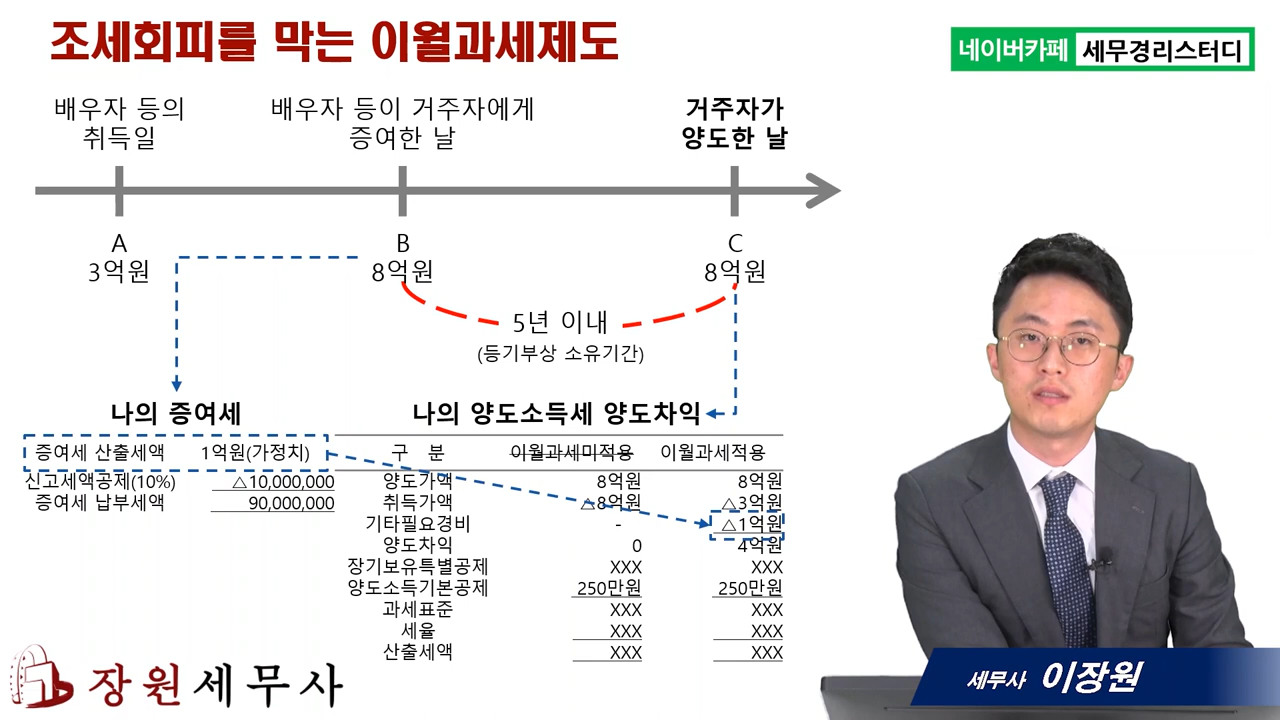 조세회피를 막는 이월과세제도
네이버카페 세무경리스터디
배우자 등의
취득일
배우자 등이 거주자에게
증여한 날
거주자가
양도한 날
A
3억원
B
8억원
C
8억원
5년 이내
(등기부상 소유기간)
나의 증여세
증여세 산출세액 1억원(가정치)
신고세액공제(10%) △10,000,000
증여세 납부세액 90,000,000
나의 양도소득세 양도차익
구 분 이월과세미적용 이월과세적용
양도가액 8억원 8억원
취득가액 △8억원 △3억원
기타필요경비 - △1억원
양도차익 0 4억원
장기보유특별공제 XXX XXX
양도소득기본공제 250만원 250만원
과세표준 XXX XXX
세율 XXX XXX
산출세액 XXX XXX
장원세무사
세무사 이장원